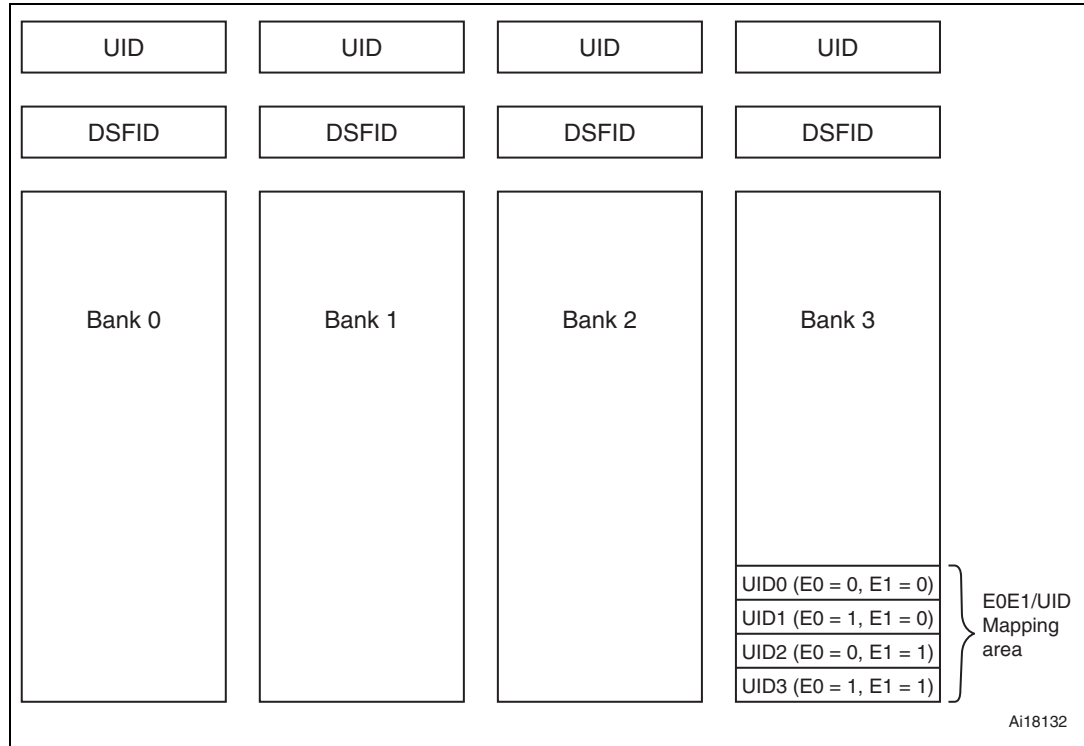 UID UID UID UID
DSFID DSFID DSFID DSFID
Bank 0 Bank 1 Bank 2 Bank 3
UID0 (E0 = 0, E1 = 0)
UID1 (E0 = 1, E1 = 0)
UID2 (E0 = 0, E1 = 1)
UID3 (E0 = 1, E1 = 1)
E0E1/UID
Mapping
area
Ai18132